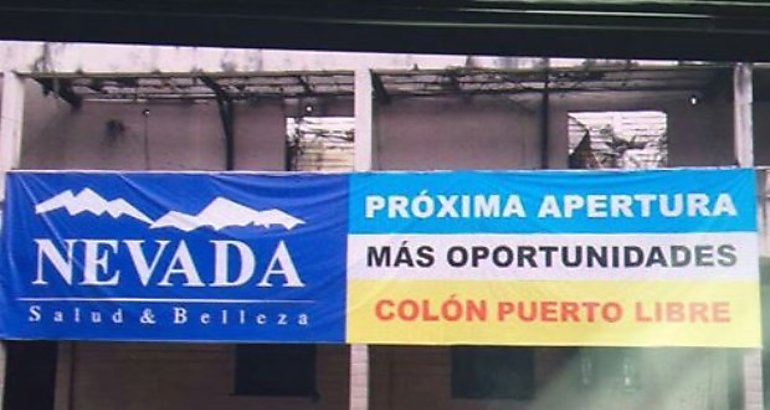 NEVADA
Salud & Belleza
PRÓXIMA APERTURA
MÁS OPORTUNIDADES
COLÓN PUERTO LIBRE